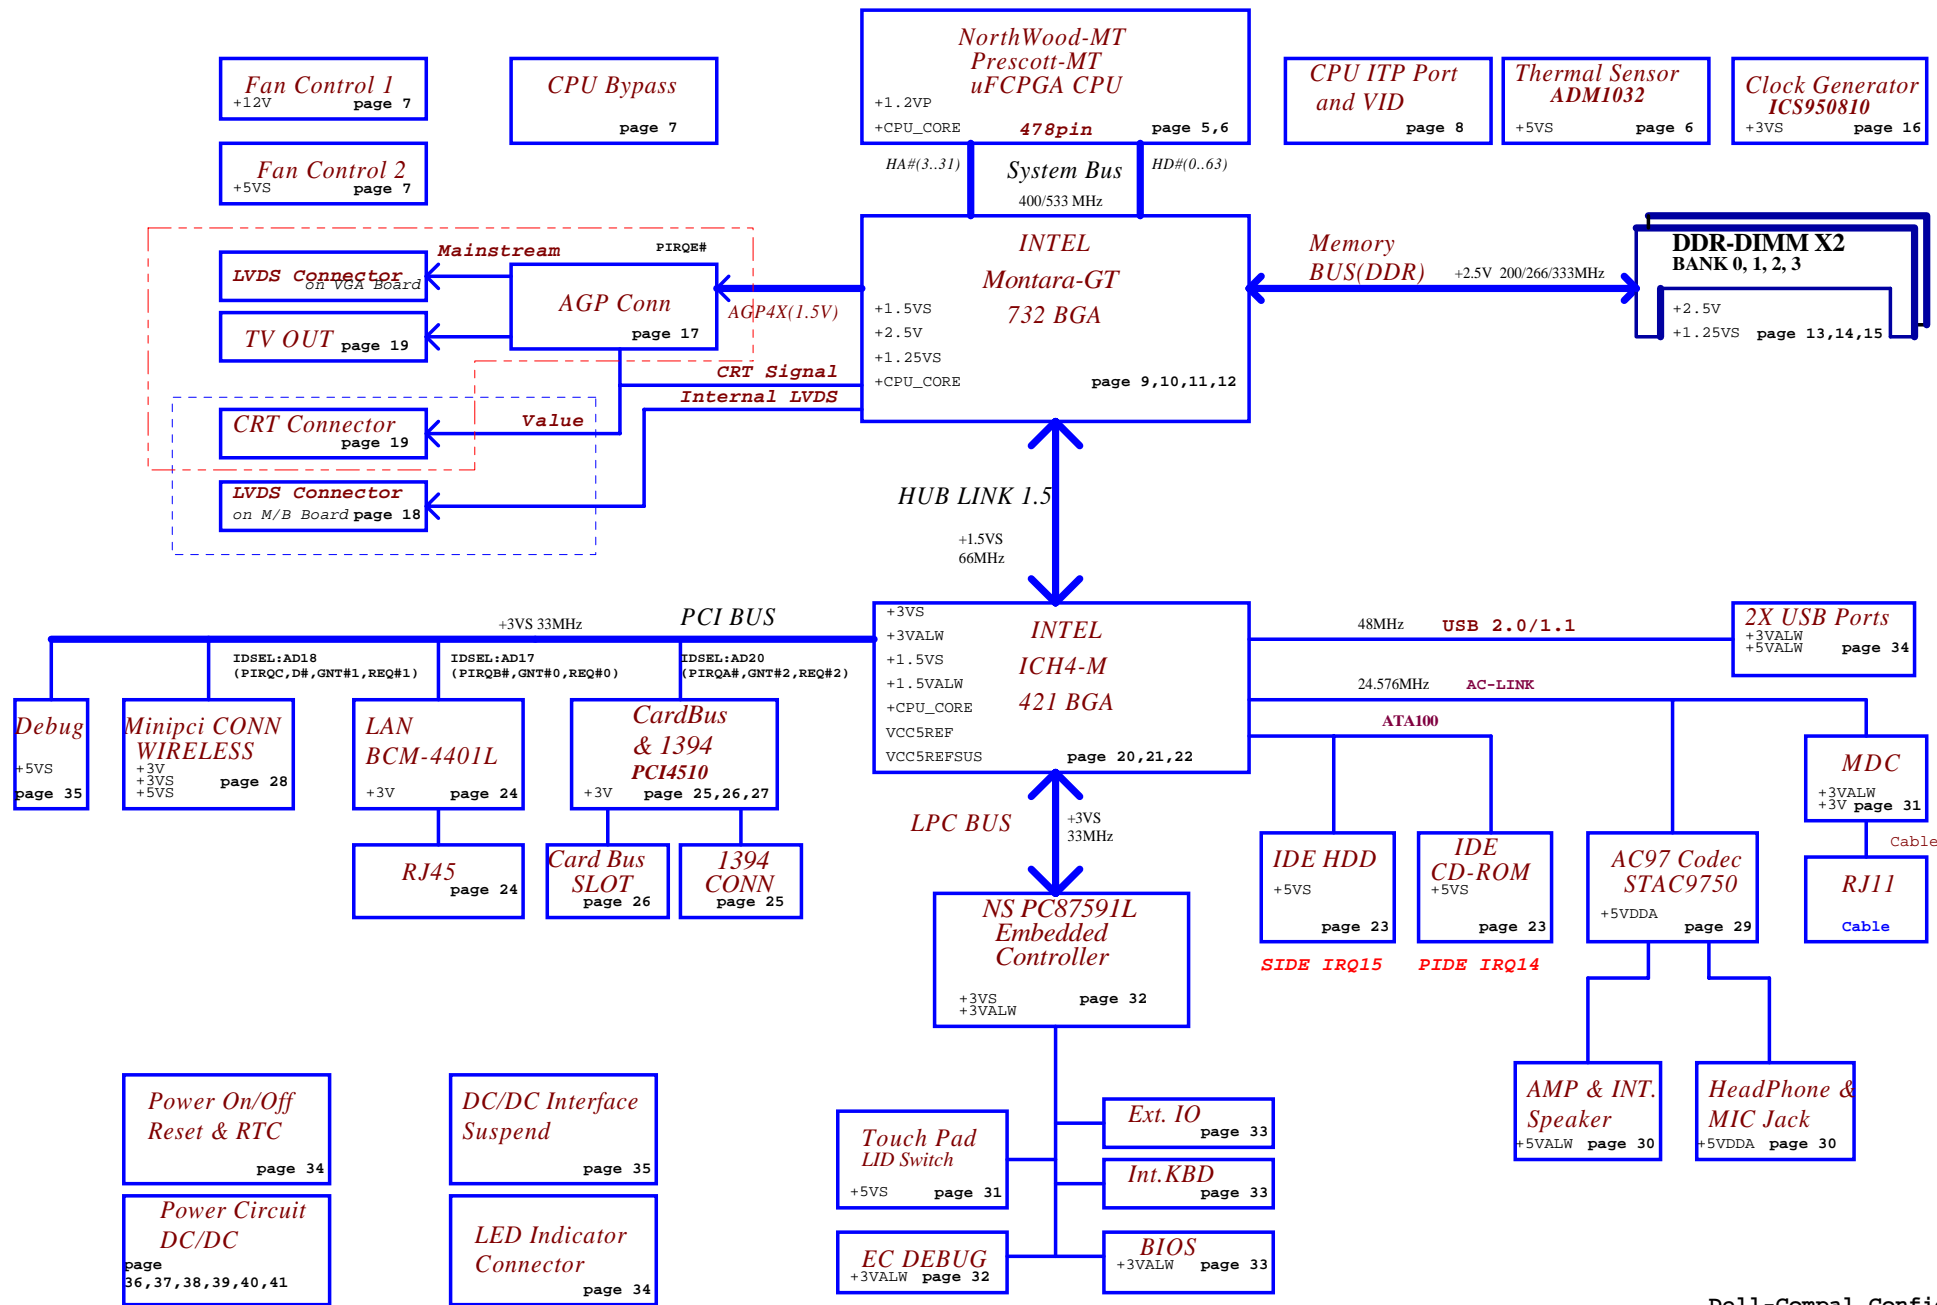 NorthWood-MT
Prescott-MT
uFCPGA CPU
+1.2VP
+CPU_CORE
478pin
page 5,6
Fan Control 1
+12V
page 7
CPU Bypass
page 7
CPU ITP Port
and VID
page 8
Thermal Sensor
ADM1032
+5VS
page 6
Clock Generator
ICS950810
+3VS
page 16
Fan Control 2
+5VS
page 7
HA#(3..31)
System Bus
HD#(0..63)
400/533 MHz
Mainstream
PIRQE#
LVDS Connector
on VGA Board
AGP Conn
page 17
TV OUT
page 19
AGP4X(1.5V)
INTEL
Montara-GT
732 BGA
+1.5VS
+2.5V
+1.25VS
+CPU_CORE
page 9,10,11,12
Memory
BUS(DDR)
+2.5V 200/266/333MHz
DDR-DIMM X2
BANK 0, 1, 2, 3
+2.5V
+1.25VS
page 13,14,15
CRT Signal
Internal LVDS
CRT Connector
page 19
Value
LVDS Connector
on M/B Board
page 18
HUB LINK 1.5
+1.5VS
66MHz
+3VS 33MHz
PCI BUS
+3VS
+3VALW
+1.5VS
+1.5VALW
+CPU_CORE
VCC5REF
VCC5REFSUS
INTEL
ICH4-M
421 BGA
page 20,21,22
48MHz
USB 2.0/1.1
2X USB Ports
+3VALW
+5VALW
page 34
IDSEL:AD18
(PIRQC,D#,GNT#1,REQ#1)
IDSEL:AD17
(PIRQB#,GNT#0,REQ#0)
IDSEL:AD20
(PIRQA#,GNT#2,REQ#2)
24.576MHz
AC-LINK
ATA100
Debug
+5VS
page 35
Minipci CONN
WIRELESS
+3V
+3VS
+5VS
page 28
LAN
BCM-4401L
+3V
page 24
CardBus
& 1394
PCI4510
+3V
page 25,26,27
MDC
+3VALW
+3V
page 31
Cable
LPC BUS
+3VS
33MHz
RJ45
page 24
Card Bus
SLOT
page 26
1394
CONN
page 25
IDE HDD
+5VS
page 23
SIDE IRQ15
IDE
CD-ROM
+5VS
page 23
PIDE IRQ14
AC97 Codec
STAC9750
+5VDDA
page 29
RJ11
Cable
NS PC87591L
Embedded
Controller
+3VS
+3VALW
page 32
AMP & INT.
Speaker
+5VALW
page 30
HeadPhone &
MIC Jack
+5VDDA
page 30
Power On/Off
Reset & RTC
page 34
DC/DC Interface
Suspend
page 35
Touch Pad
LID Switch
+5VS
page 31
Ext. IO
page 33
Int.KBD
page 33
Power Circuit
DC/DC
page
36,37,38,39,40,41
LED Indicator
Connector
page 34
EC DEBUG
+3VALW
page 32
BIOS
+3VALW
page 33